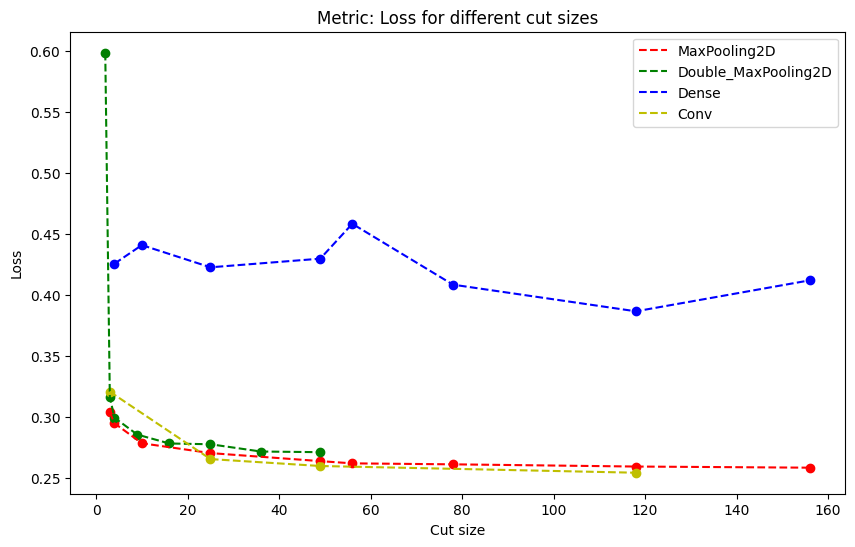 Metric: Loss for different cut sizes
MaxPooling2D
Double_MaxPooling2D
Dense
Conv
Loss
0.60
0.55
0.50
0.45
0.40
0.35
0.30
0.25
0 20 40 60 80 100 120 140 160
Cut size